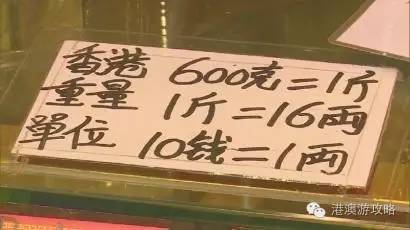 香港 600克=1斤
重量 1斤=16両
單位 10钱=1両
港澳游攻略